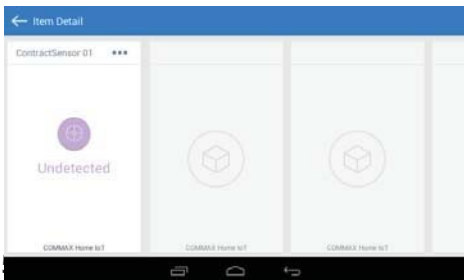 Item Detail
ContractSensor 01
Undetected
COMMAX Home IoT
COMMAX Home IoT
COMMAX Home IoT